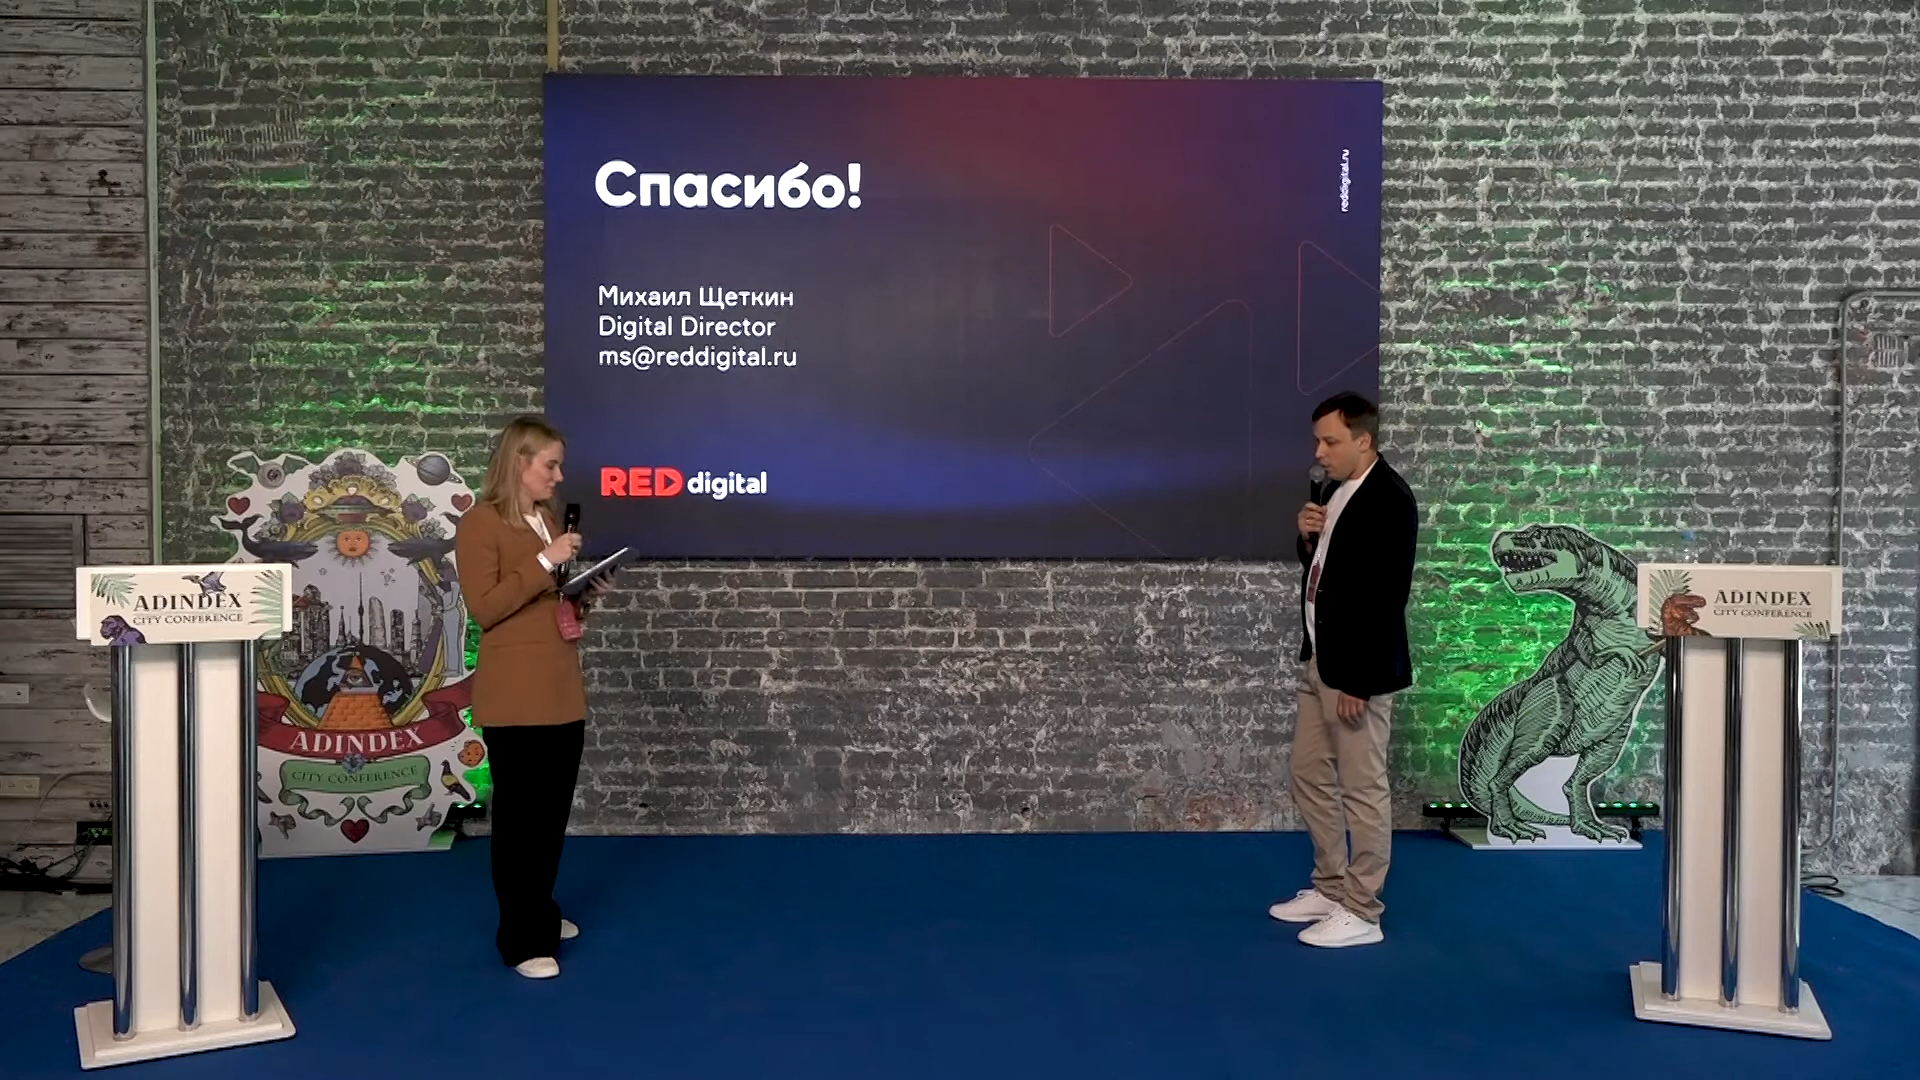 Спасибо!
reddigital.ru
Михаил Щеткин
Digital Director
ms@reddigital.ru
RED digital
ADINDEX
CITY CONFERENCE
ADINDEX
CITY CONFERENCE
ADINDEX
CITY CONFERENCE